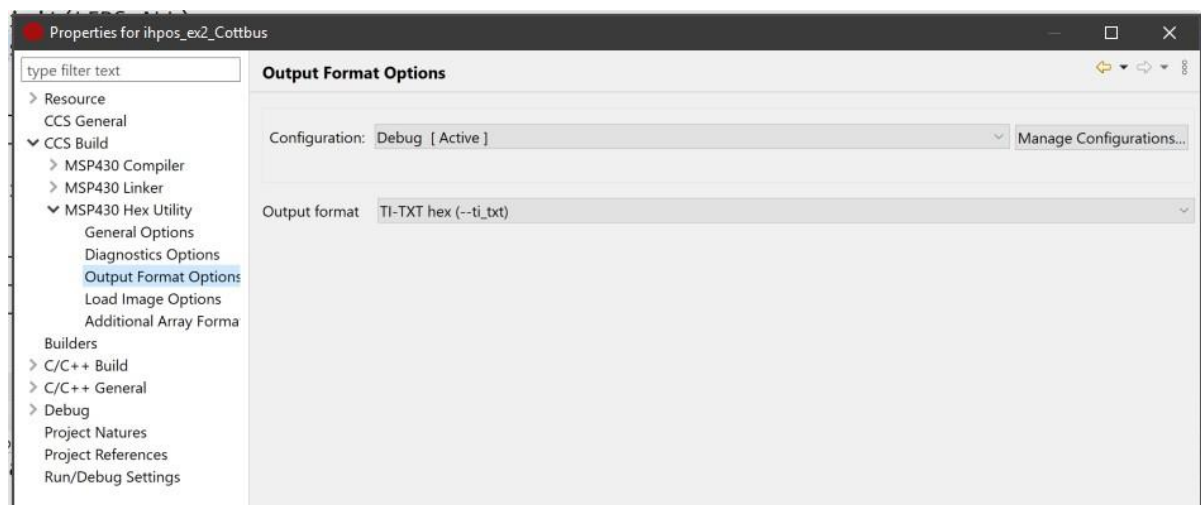 Properties for ihpos_ex2_Cottbus
type filter text
Resource
CCS General
CCS Build
MSP430 Compiler
MSP430 Linker
MSP430 Hex Utility
General Options
Diagnostics Options
Output Format Options
Load Image Options
Additional Array Forma
Builders
C/C++ Build
C/C++ General
Debug
Project Natures
Project References
Run/Debug Settings
Output Format Options
Configuration: Debug [ Active ] Manage Configurations...
Output format TI-TXT hex (--ti_txt)